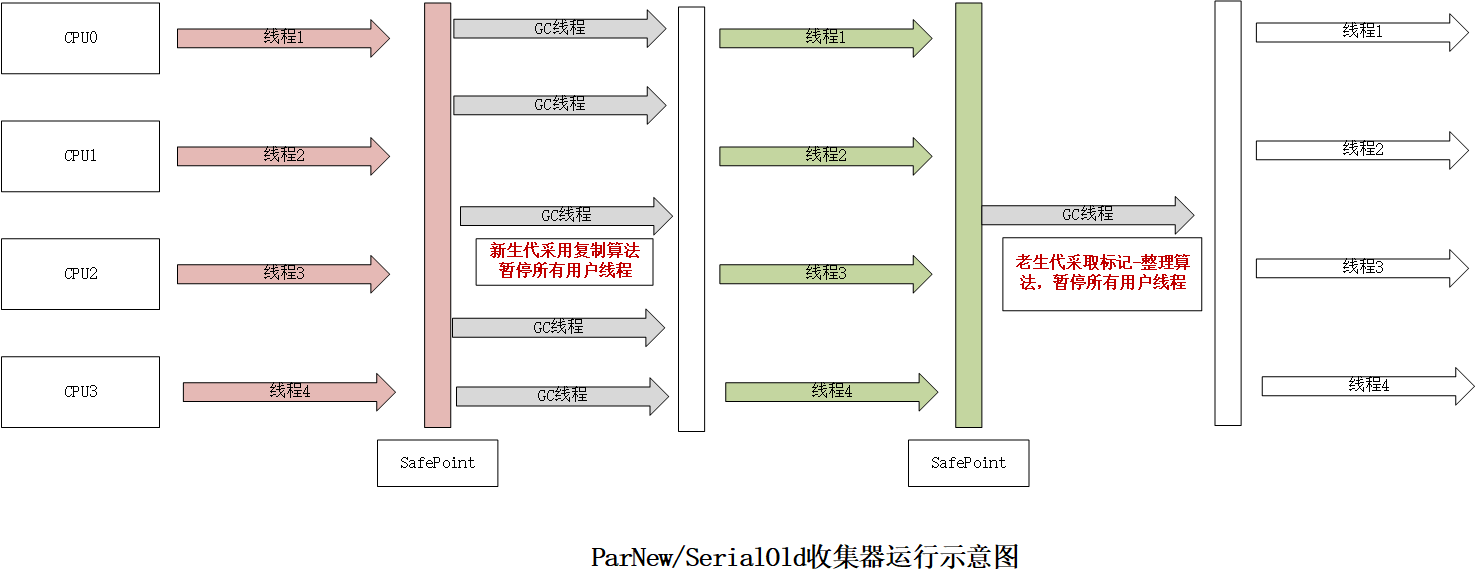 CPU0
线程1
GC线程
线程1
线程1
GC线程
CPU1
线程2
线程2
线程2
GC线程
GC线程
新生代采用复制算法
暂停所有用户线程
老生代采取标记-整理算
法，暂停所有用户线程
CPU2
线程3
线程3
线程3
GC线程
CPU3
线程4
GC线程
线程4
线程4
SafePoint
SafePoint
ParNew/SerialOld收集器运行示意图